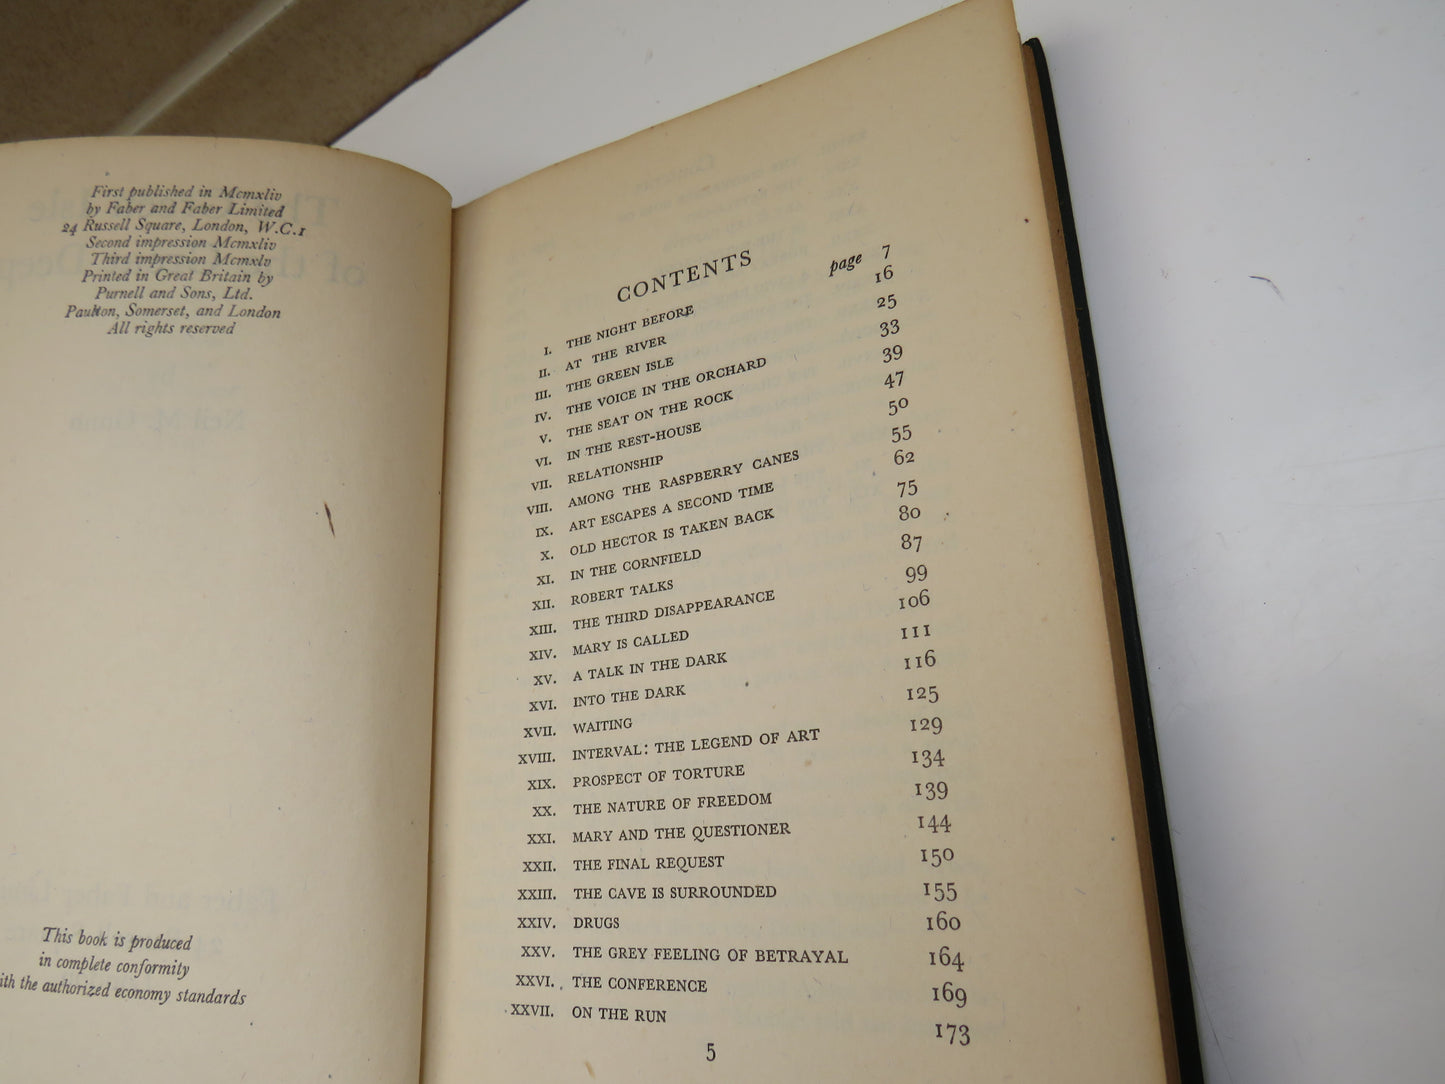 First published in Mcmxliv
by Faber and Faber Limited
24 Russell Square, London, W.C.1
Second impression Mcmxliv
Third impression Mcmxlv
Printed in Great Britain by
Purnell and Sons, Ltd.
Paulton, Somerset, and London
All rights reserved
This book is produced
in complete conformity
with the authorized economy standards
CONTENTS
I. THE NIGHT BEFORE page 7
II. AT THE RIVER 16
III. THE GREEN ISLE 25
IV. THE VOICE IN THE ORCHARD 33
V. THE SEAT ON THE ROCK 39
VI. IN THE REST-HOUSE 47
VII. RELATIONSHIP 50
VIII. AMONG THE RASPBERRY CANES 55
IX. ART ESCAPES A SECOND TIME 62
X. OLD HECTOR IS TAKEN BACK 75
XI. IN THE CORNFIELD 80
XII. ROBERT TALKS 87
XIII. THE THIRD DISAPPEARANCE 99
XIV. MARY IS CALLED 106
XV. A TALK IN THE DARK 111
XVI. INTO THE DARK 116
XVII. WAITING 125
XVIII. INTERVAL: THE LEGEND OF ART 129
XIX. PROSPECT OF TORTURE 134
XX. THE NATURE OF FREEDOM 139
XXI. MARY AND THE QUESTIONER 144
XXII. THE FINAL REQUEST 150
XXIII. THE CAVE IS SURROUNDED 155
XXIV. DRUGS 160
XXV. THE GREY FEELING OF BETRAYAL 164
XXVI. THE CONFERENCE 169
XXVII. ON THE RUN 173
5